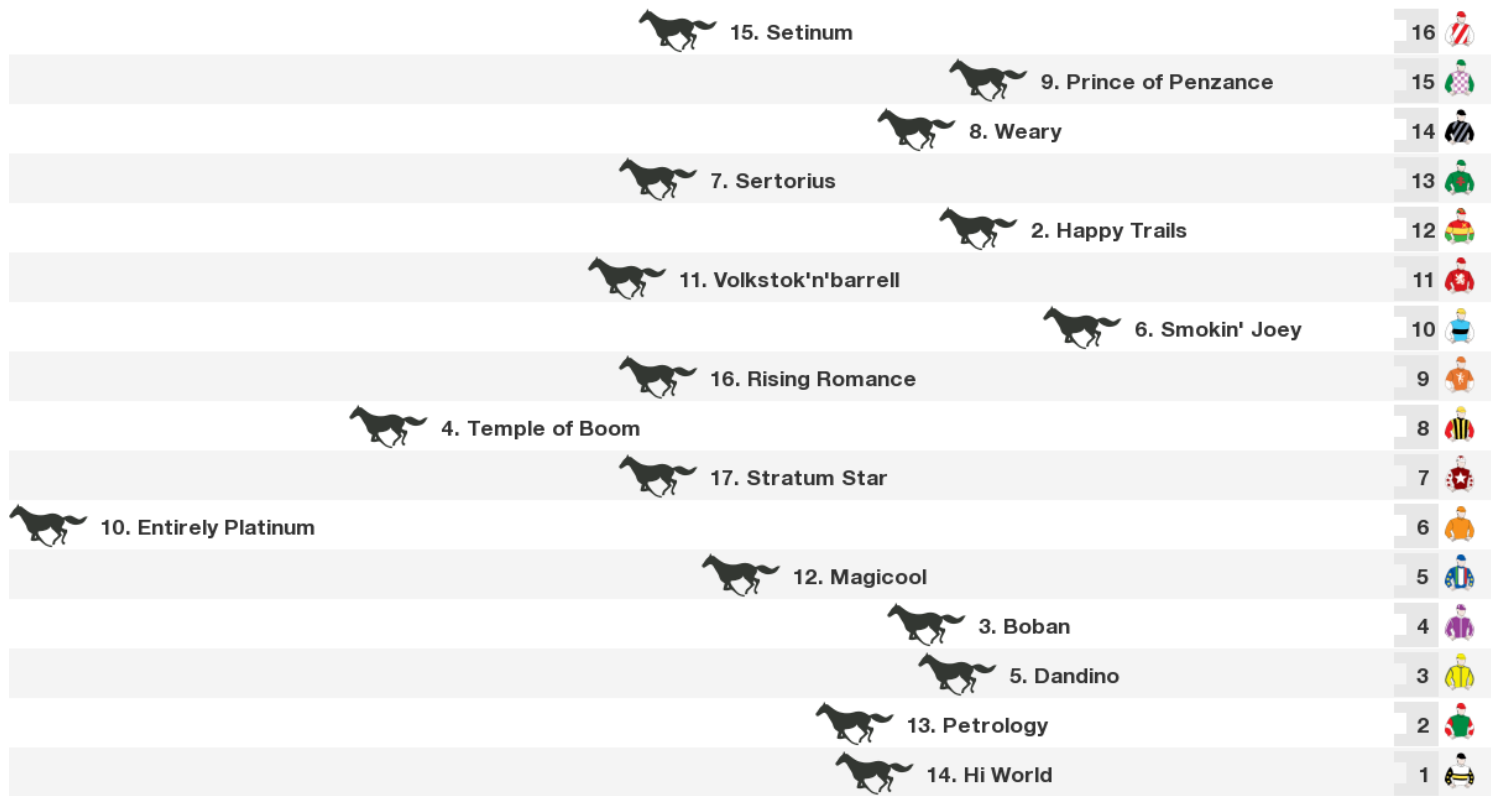 15. Setinum 16
9. Prince of Penzance 15
8. Weary 14
7. Sertorius 13
2. Happy Trails 12
11. Volkstok'n'barrell 11
6. Smokin' Joey 10
16. Rising Romance 9
4. Temple of Boom 8
17. Stratum Star 7
10. Entirely Platinum 6
12. Magicool 5
3. Boban 4
5. Dandino 3
13. Petrology 2
14. Hi World 1